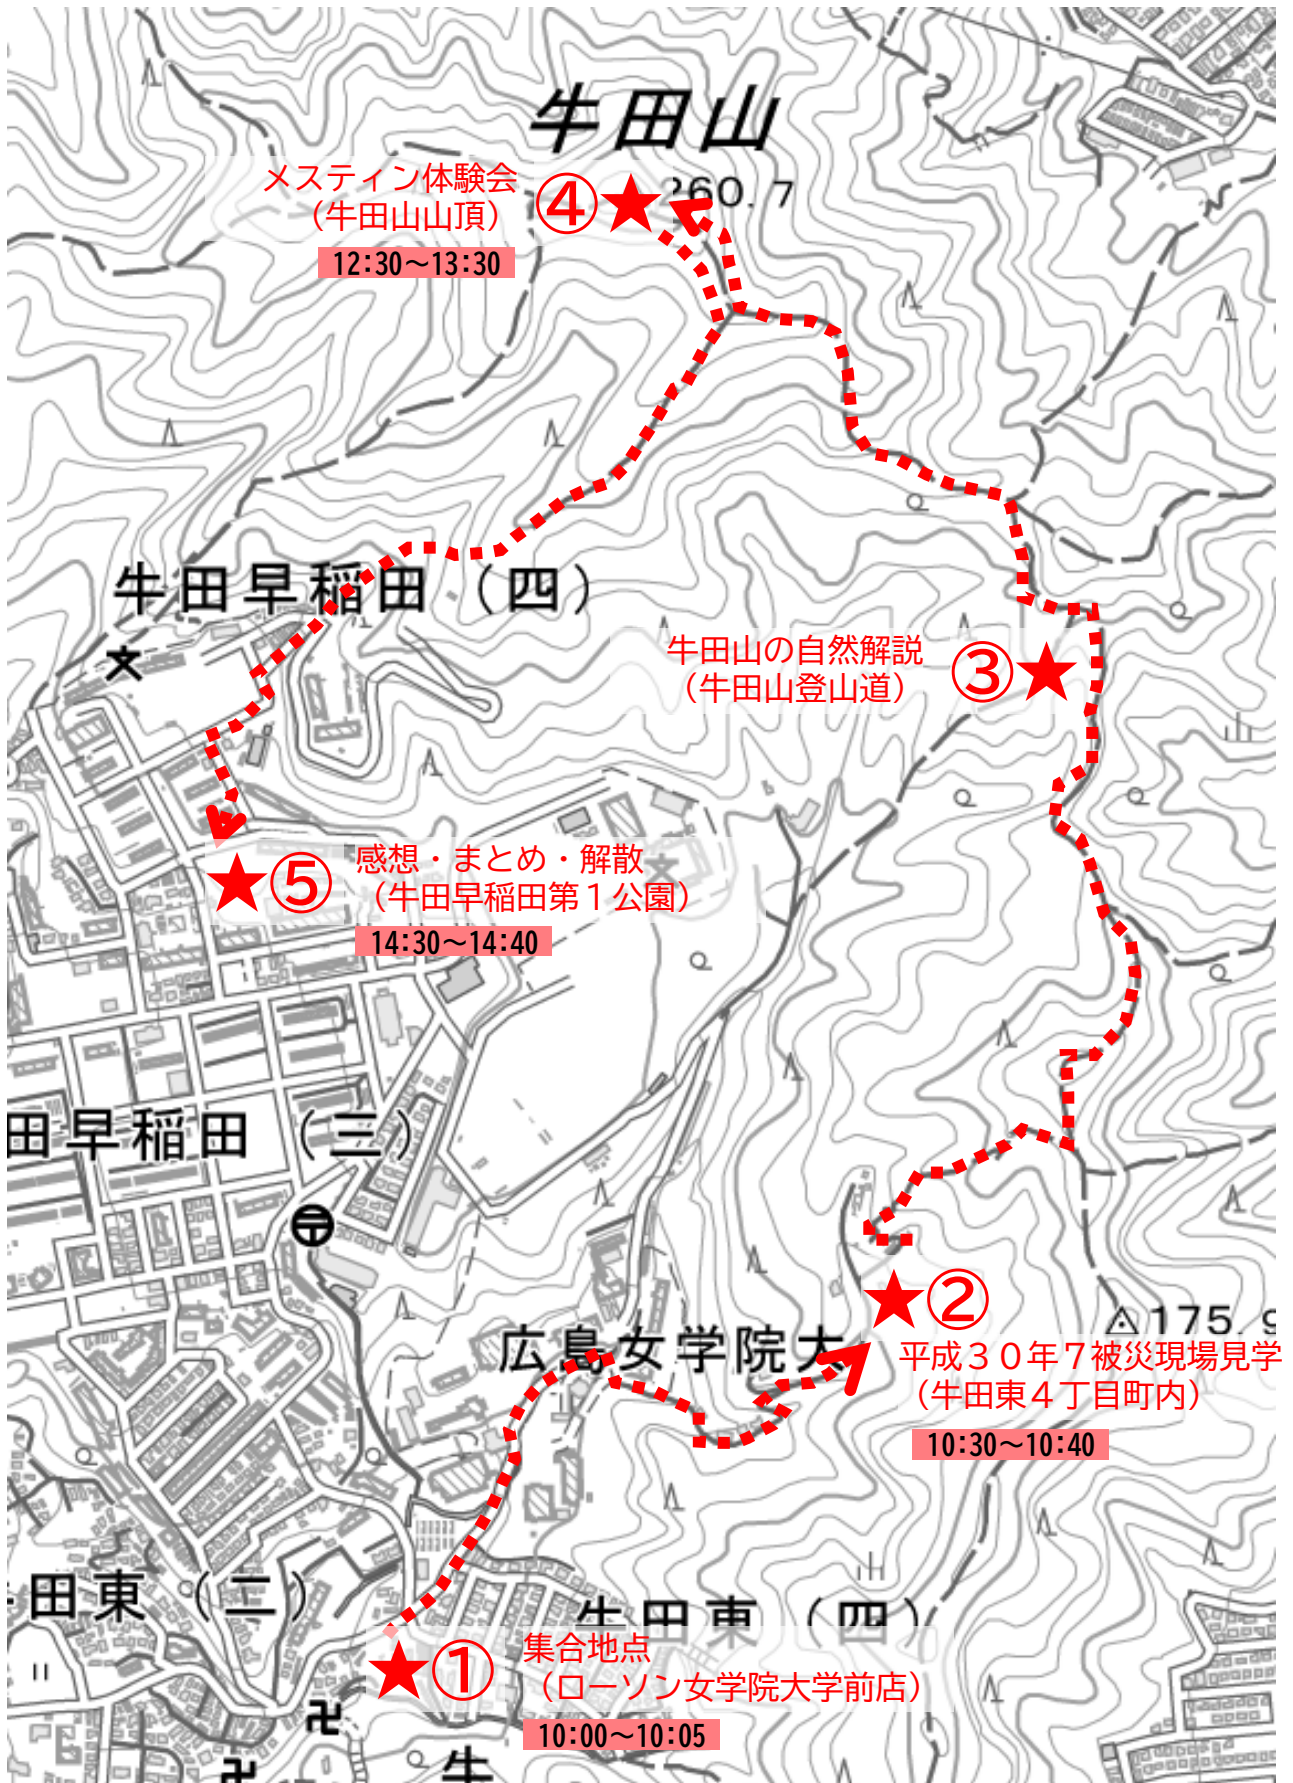 牛田山
260.7
メスティン体験会
（牛田山山頂）
④
12:30～13:30
牛田早稲田（四）
牛田山の自然解説
（牛田山登山道）
③
⑤
感想・まとめ・解散
（牛田早稲田第１公園）
14:30～14:40
田早稲田（三）
②
175.9
広島女学院大
平成３０年７被災現場見学
（牛田東４丁目町内）
10:30～10:40
田東（二）
牛田東（四）
①
集合地点
（ローソン女学院大学前店）
10:00～10:05
牛